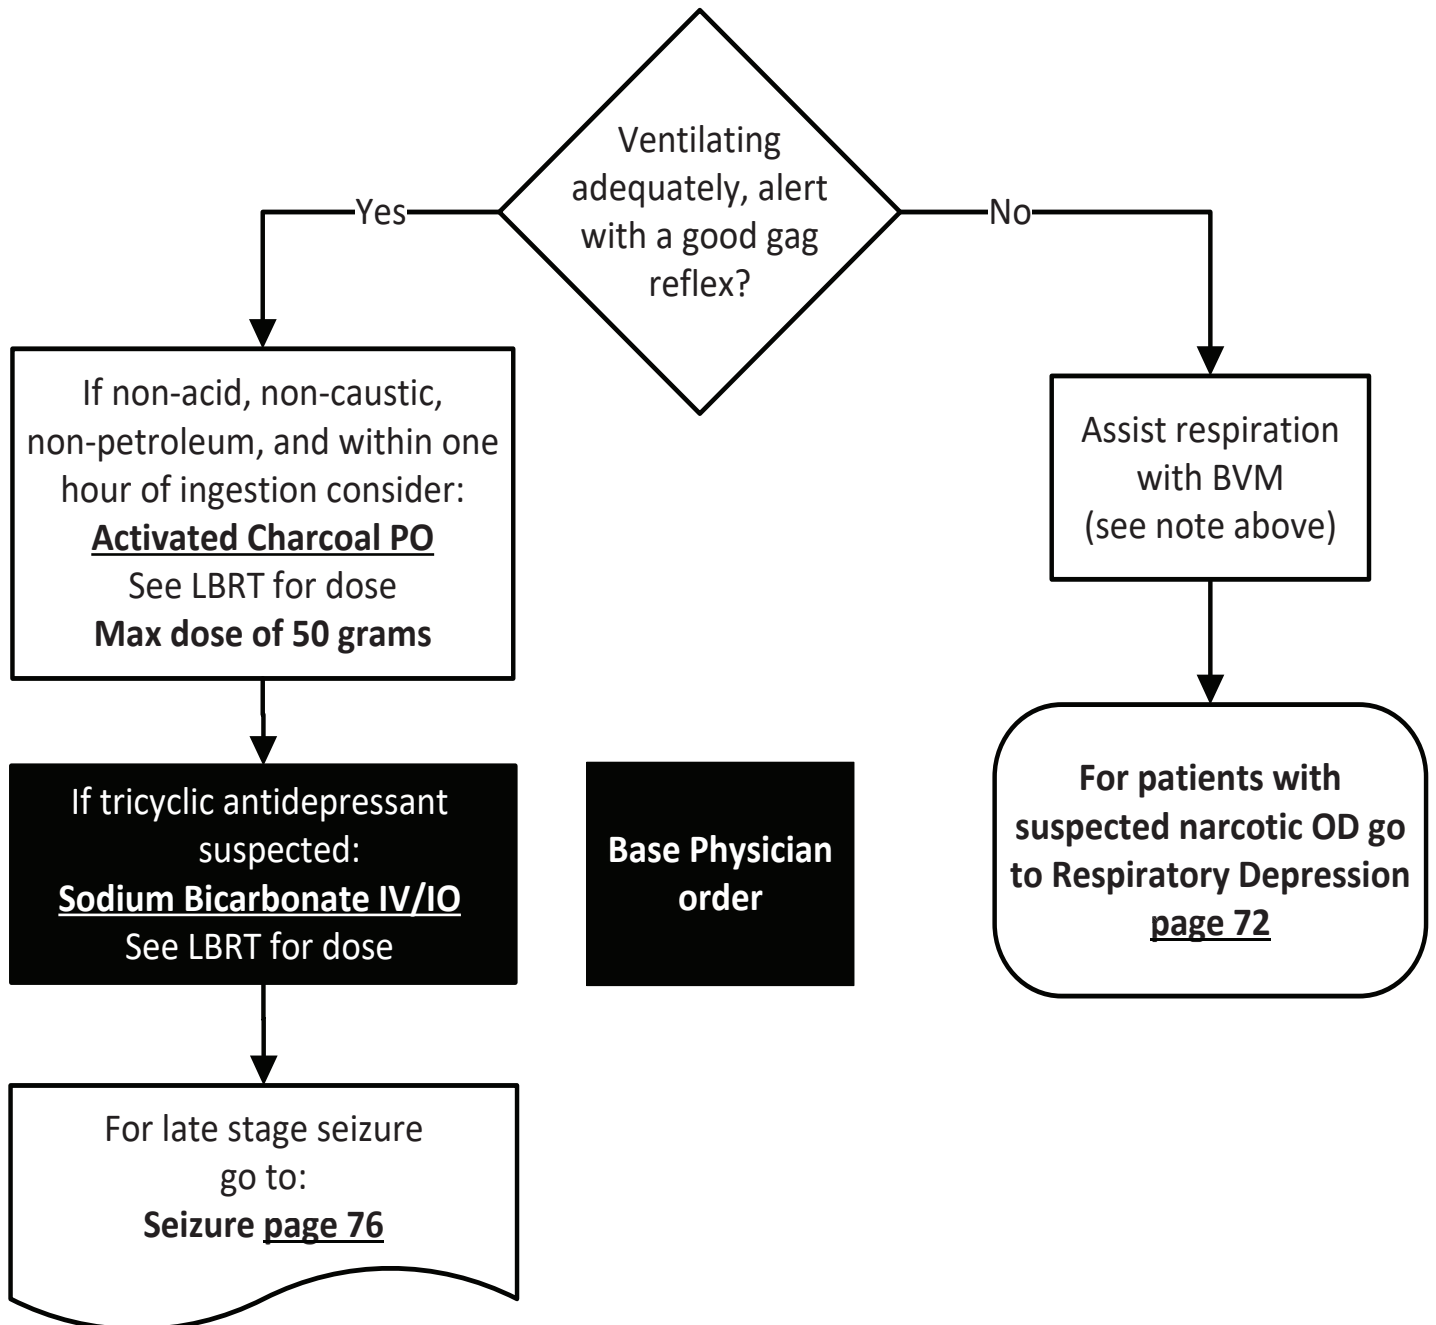 Ventilating
adequately, alert
with a good gag
reflex?
Yes
No
If non-acid, non-caustic,
non-petroleum, and within one
hour of ingestion consider:
Activated Charcoal PO
See LBRT for dose
Max dose of 50 grams
Assist respiration
with BVM
(see note above)
If tricyclic antidepressant
suspected:
Sodium Bicarbonate IV/IO
See LBRT for dose
Base Physician
order
For patients with
suspected narcotic OD go
to Respiratory Depression
page 72
For late stage seizure
go to:
Seizure page 76